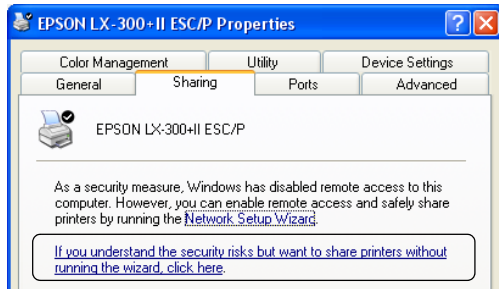 EPSON LX-300+II ESC/P Properties
Color Management Utility Device Settings
General Sharing Ports Advanced
EPSON LX-300+II ESC/P
As a security measure, Windows has disabled remote access to this
computer. However, you can enable remote access and safely share
printers by running the Network Setup Wizard.
If you understand the security risks but want to share printers without
running the wizard, click here.